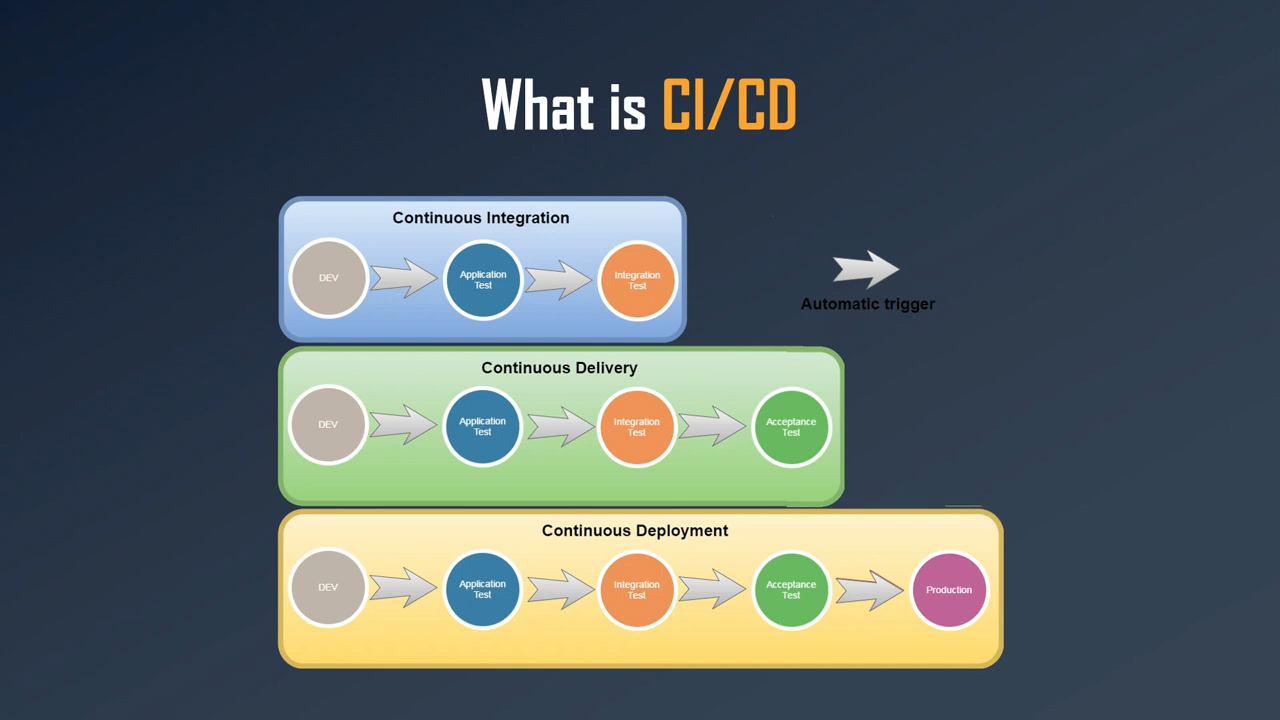 What is CI/CD
Continuous Integration
DEV
Application
Test
Integration
Test
Automatic trigger
Continuous Delivery
DEV
Application
Test
Integration
Test
Acceptance
Test
Continuous Deployment
DEV
Application
Test
Integration
Test
Acceptance
Test
Production